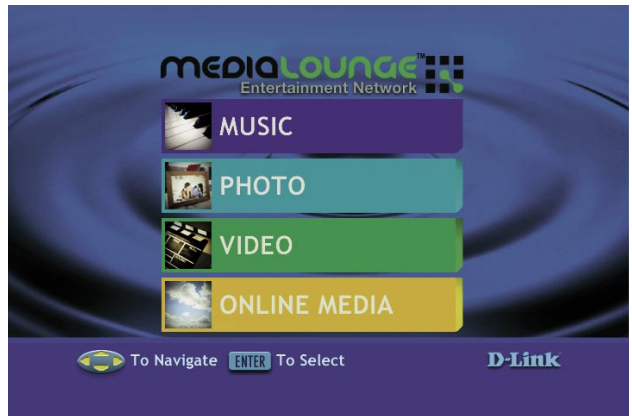 MEDIALOUNGE™
Entertainment Network
MUSIC
PHOTO
VIDEO
ONLINE MEDIA
To Navigate ENTER To Select D-Link